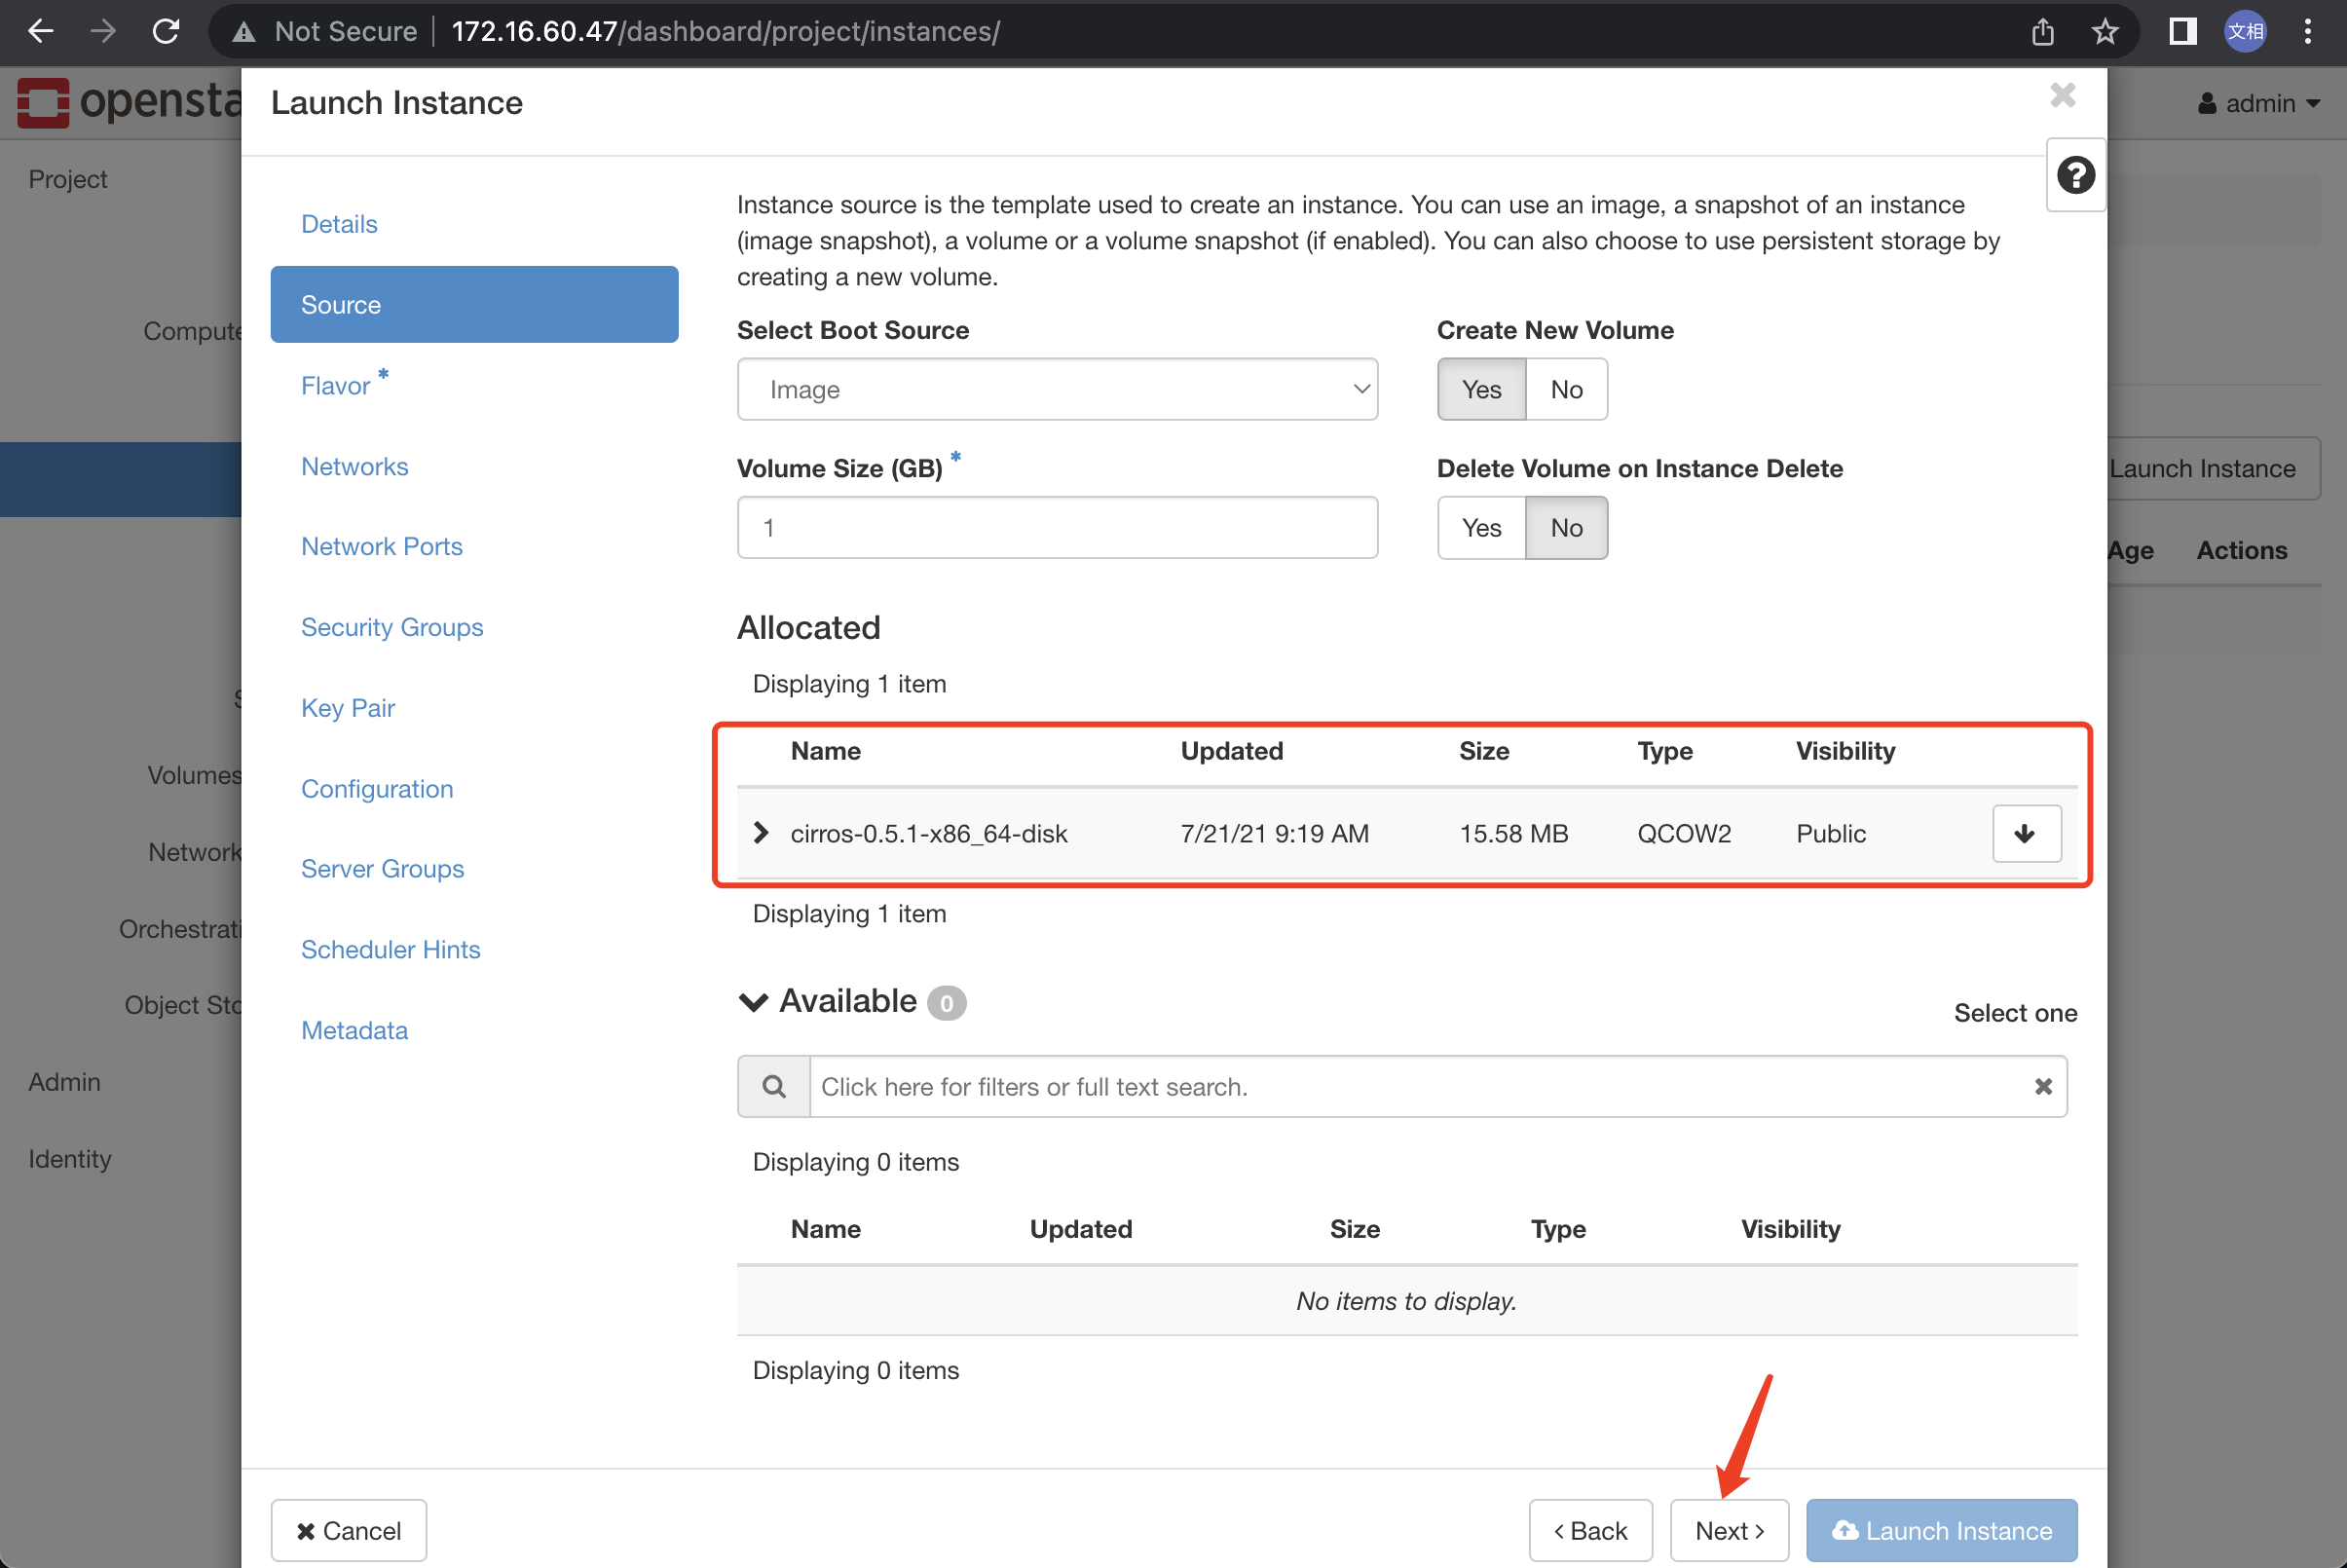 Not Secure 172.16.60.47/dashboard/project/instances/
文相
opensta
admin
Launch Instance
Project
Compute
Volumes
Network
Orchestrati
Object Sto
Admin
Identity
Details
Source
Flavor *
Networks
Network Ports
Security Groups
Key Pair
Configuration
Server Groups
Scheduler Hints
Metadata
Instance source is the template used to create an instance. You can use an image, a snapshot of an instance
(image snapshot), a volume or a volume snapshot (if enabled). You can also choose to use persistent storage by
creating a new volume.
Select Boot Source
Image
Create New Volume
Yes No
Volume Size (GB) *
1
Delete Volume on Instance Delete
Yes No
Allocated
Displaying 1 item
Name Updated Size Type Visibility
cirros-0.5.1-x86_64-disk 7/21/21 9:19 AM 15.58 MB QCOW2 Public
Displaying 1 item
Available 0
Select one
Click here for filters or full text search.
Displaying 0 items
Name Updated Size Type Visibility
No items to display.
Displaying 0 items
Cancel
‹ Back
Next ›
Launch Instance
Launch Instance
Age Actions